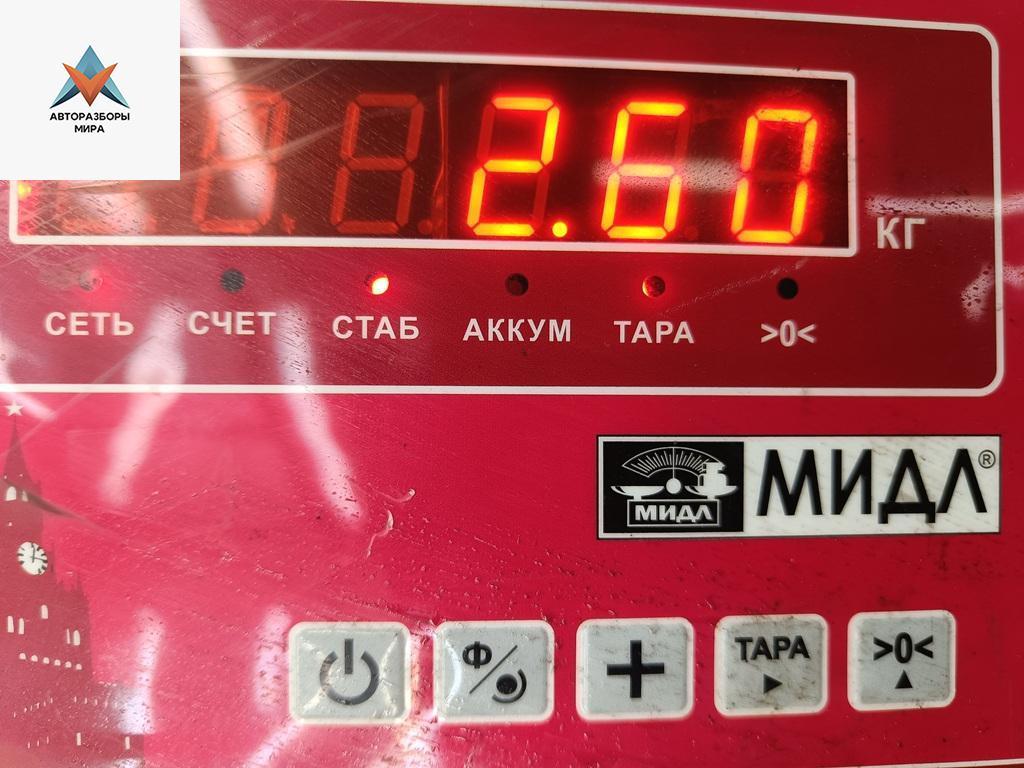 АВТОРАЗБОРЫ
МИРА
2.60
КГ
СЕТЬ СЧЕТ СТАБ АККУМ ТАРА >0<
МИДЛ МИДЛ®
Ф ТАРА >0<